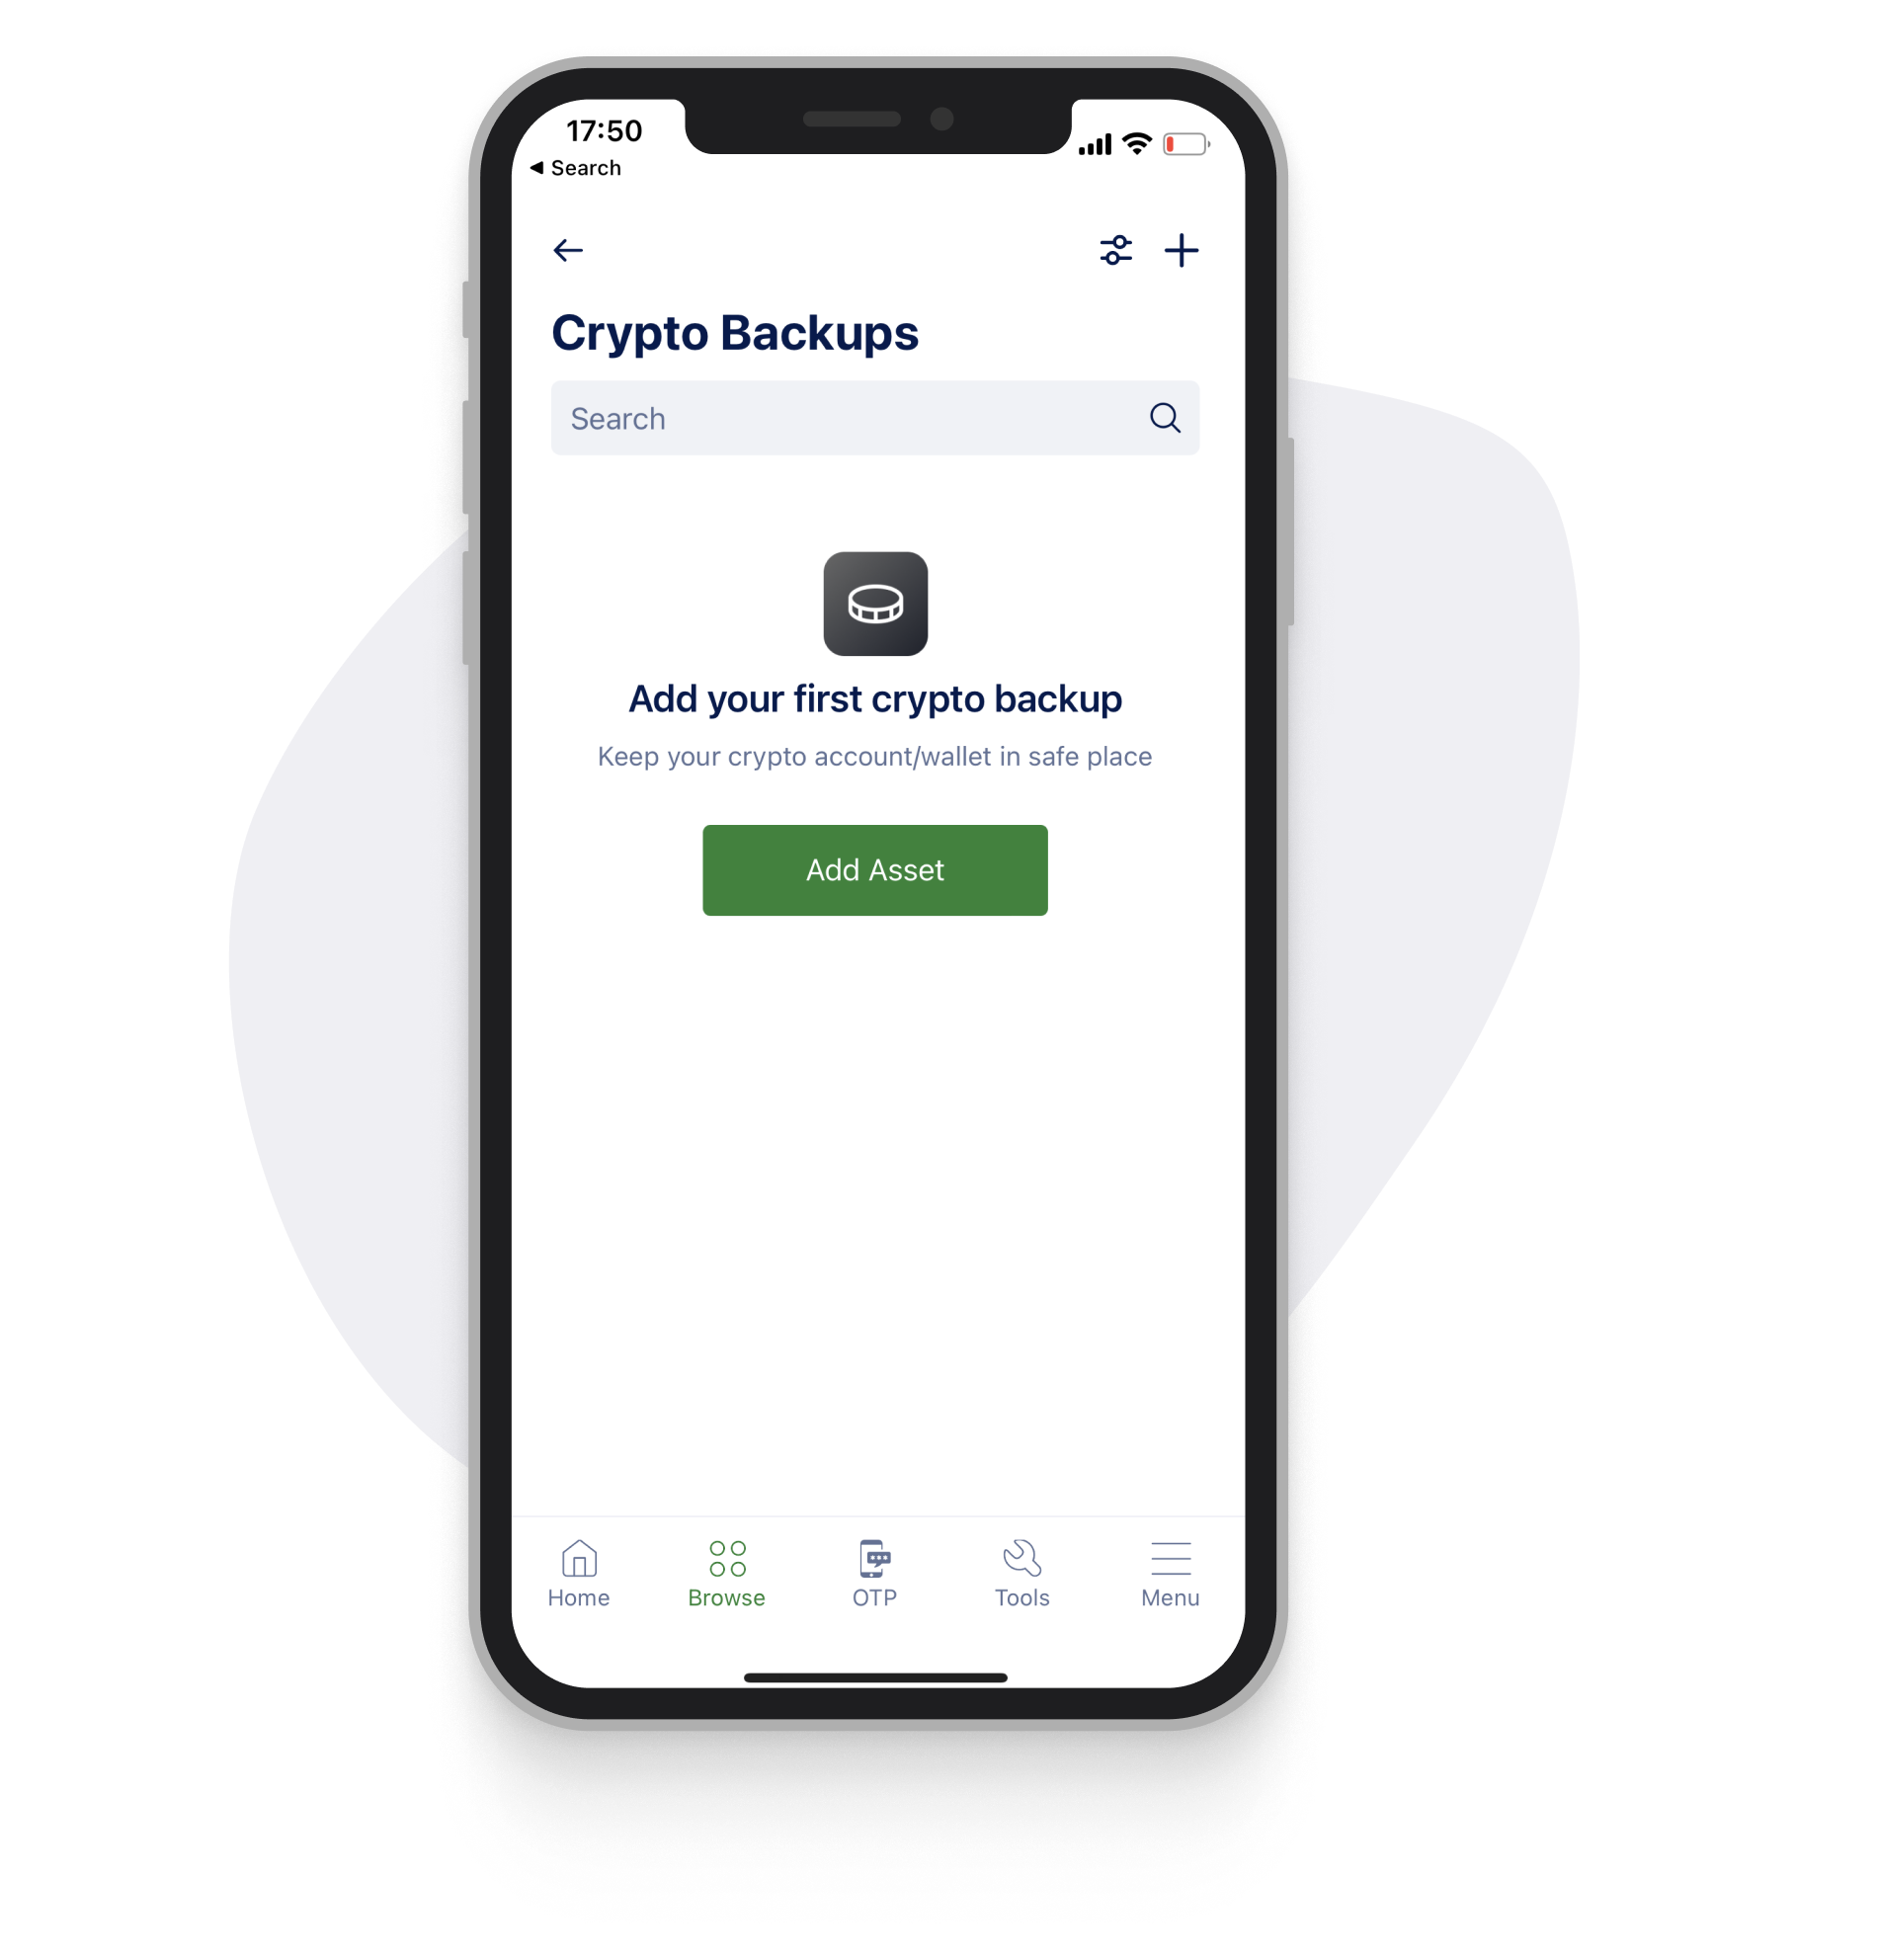 17:50
Search
Crypto Backups
Search
Add your first crypto backup
Keep your crypto account/wallet in safe place
Add Asset
Home Browse OTP Tools Menu